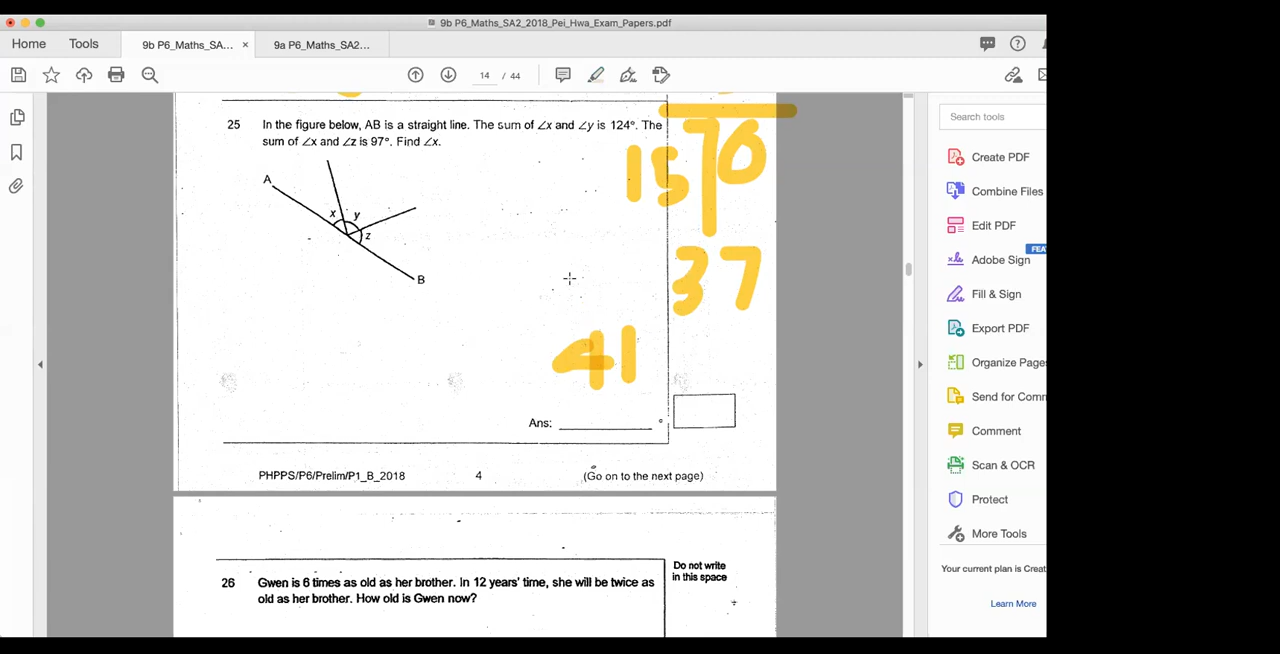 9b P6_Maths_SA2_2018_Pei_Hwa_Exam_Papers.pdf
Home
Tools
9b P6_Maths_SA... ×
9a P6_Maths_SA2...
14 / 44
25 In the figure below, AB is a straight line. The sum of ∠x and ∠y is 124°. The
sum of ∠x and ∠z is 97°. Find ∠x.
A
x
y
z
B
15
70
37
41
Ans: ____________ °
PHPPS/P6/Prelim/P1_B_2018 4 (Go on to the next page)
Do not write
in this space
26 Gwen is 6 times as old as her brother. In 12 years' time, she will be twice as
old as her brother. How old is Gwen now?
Search tools
Create PDF
Combine Files
Edit PDF
FEA
Adobe Sign
Fill & Sign
Export PDF
Organize Pages
Send for Comm
Comment
Scan & OCR
Protect
More Tools
Your current plan is Creat
Learn More